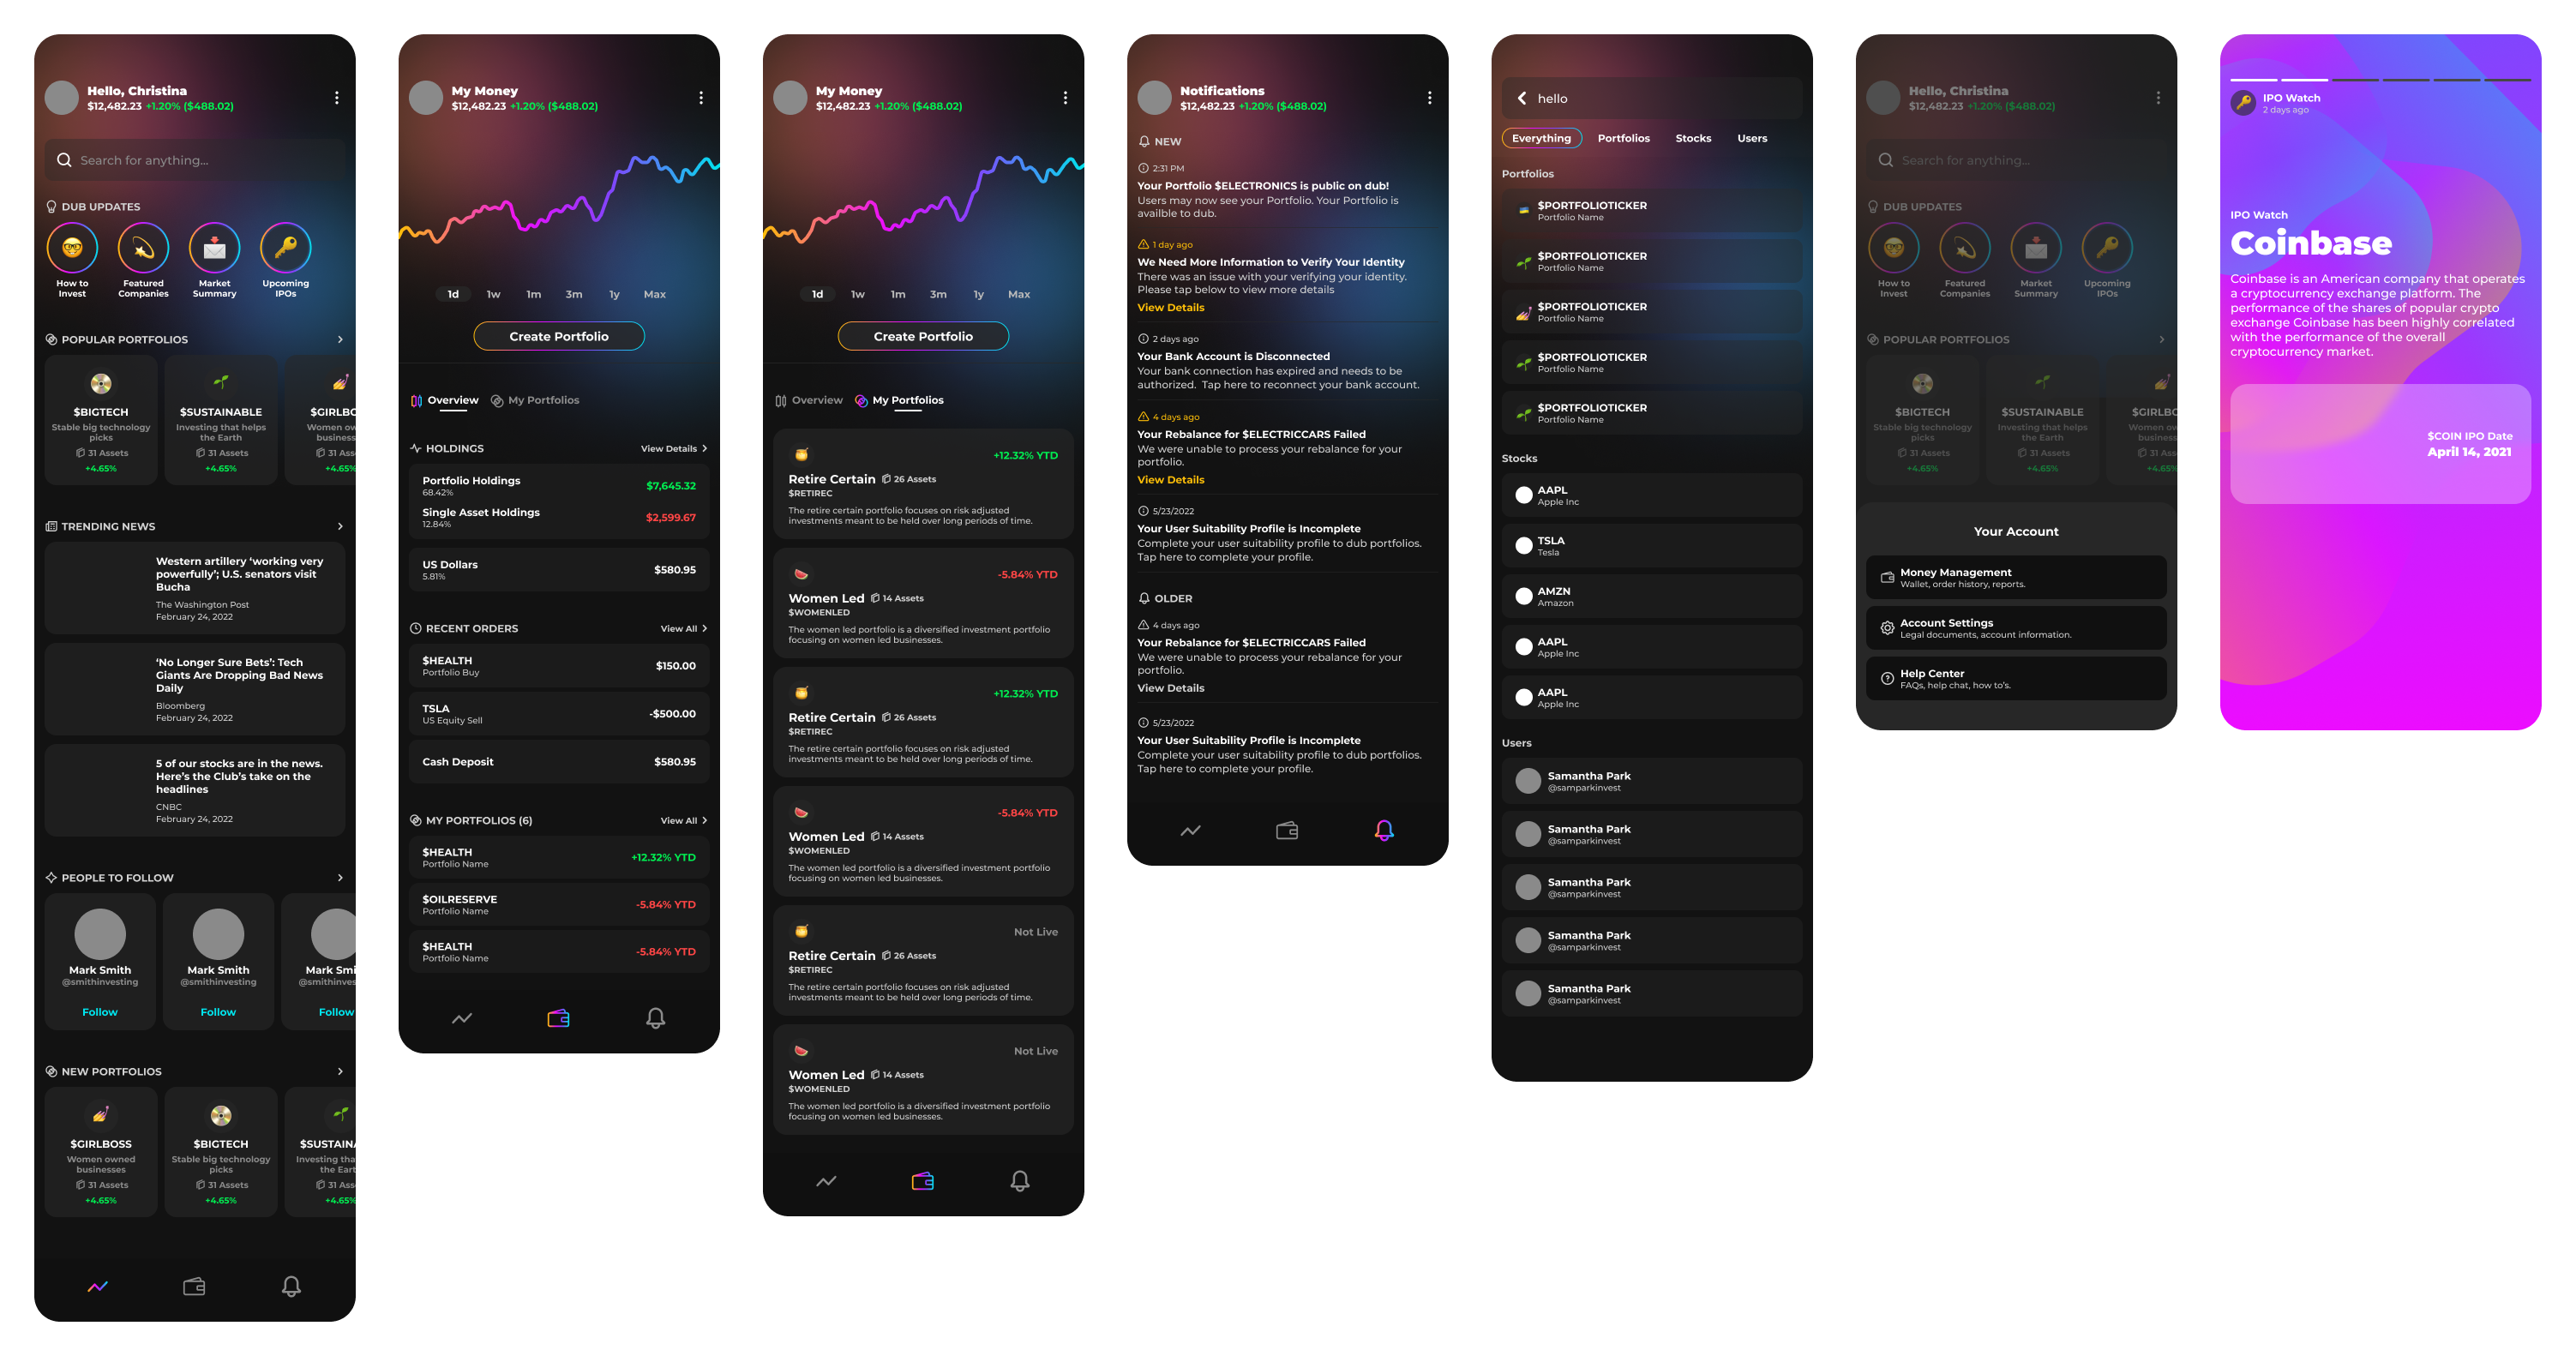 Hello, Christina
$12,482.23 +1.20% ($488.02)
Search for anything...
DUB UPDATES
How to
Invest
Featured
Companies
Market
Summary
Upcoming
IPOs
POPULAR PORTFOLIOS
$BIGTECH
Stable big technology
picks
31 Assets
+4.65%
$SUSTAINABLE
Investing that helps
the Earth
31 Assets
+4.65%
$GIRLBO
Women ow
business
31 Ass
+4.65%
TRENDING NEWS
Western artillery ‘working very
powerfully’; U.S. senators visit
Bucha
The Washington Post
February 24, 2022
‘No Longer Sure Bets’: Tech
Giants Are Dropping Bad News
Daily
Bloomberg
February 24, 2022
5 of our stocks are in the news.
Here’s the Club’s take on the
headlines
CNBC
February 24, 2022
PEOPLE TO FOLLOW
Mark Smith
@smithinvesting
Follow
Mark Smith
@smithinvesting
Follow
Mark Smi
@smithinves
Follow
NEW PORTFOLIOS
$GIRLBOSS
Women owned
businesses
31 Assets
+4.65%
$BIGTECH
Stable big technology
picks
31 Assets
+4.65%
$SUSTAINA
Investing tha
the Eart
31 Ass
+4.65%
My Money
$12,482.23 +1.20% ($488.02)
1d 1w 1m 3m 1y Max
Create Portfolio
Overview My Portfolios
HOLDINGS View Details
Portfolio Holdings
68.42%
$7,645.32
Single Asset Holdings
12.84%
$2,599.67
US Dollars
5.81%
$580.95
RECENT ORDERS View All
$HEALTH
Portfolio Buy
$150.00
TSLA
US Equity Sell
-$500.00
Cash Deposit $580.95
MY PORTFOLIOS (6) View All
$HEALTH
Portfolio Name
+12.32% YTD
$OILRESERVE
Portfolio Name
-5.84% YTD
$HEALTH
Portfolio Name
-5.84% YTD
My Money
$12,482.23 +1.20% ($488.02)
1d 1w 1m 3m 1y Max
Create Portfolio
Overview My Portfolios
+12.32% YTD
Retire Certain 26 Assets
$RETIREC
The retire certain portfolio focuses on risk adjusted
investments meant to be held over long periods of time.
-5.84% YTD
Women Led 14 Assets
$WOMENLED
The women led portfolio is a diversified investment portfolio
focusing on women led businesses.
+12.32% YTD
Retire Certain 26 Assets
$RETIREC
The retire certain portfolio focuses on risk adjusted
investments meant to be held over long periods of time.
-5.84% YTD
Women Led 14 Assets
$WOMENLED
The women led portfolio is a diversified investment portfolio
focusing on women led businesses.
Not Live
Retire Certain 26 Assets
$RETIREC
The retire certain portfolio focuses on risk adjusted
investments meant to be held over long periods of time.
Not Live
Women Led 14 Assets
$WOMENLED
The women led portfolio is a diversified investment portfolio
focusing on women led businesses.
Notifications
$12,482.23 +1.20% ($488.02)
NEW
2:31 PM
Your Portfolio $ELECTRONICS is public on dub!
Users may now see your Portfolio. Your Portfolio is
availble to dub.
1 day ago
We Need More Information to Verify Your Identity
There was an issue with your verifying your identity.
Please tap below to view more details
View Details
2 days ago
Your Bank Account is Disconnected
Your bank connection has expired and needs to be
authorized. Tap here to reconnect your bank account.
4 days ago
Your Rebalance for $ELECTRICCARS Failed
We were unable to process your rebalance for your
portfolio.
View Details
5/23/2022
Your User Suitability Profile is Incomplete
Complete your user suitability profile to dub portfolios.
Tap here to complete your profile.
OLDER
4 days ago
Your Rebalance for $ELECTRICCARS Failed
We were unable to process your rebalance for your
portfolio.
View Details
5/23/2022
Your User Suitability Profile is Incomplete
Complete your user suitability profile to dub portfolios.
Tap here to complete your profile.
hello
Everything Portfolios Stocks Users
Portfolios
$PORTFOLIOTICKER
Portfolio Name
$PORTFOLIOTICKER
Portfolio Name
$PORTFOLIOTICKER
Portfolio Name
$PORTFOLIOTICKER
Portfolio Name
$PORTFOLIOTICKER
Portfolio Name
Stocks
AAPL
Apple Inc
TSLA
Tesla
AMZN
Amazon
AAPL
Apple Inc
AAPL
Apple Inc
Users
Samantha Park
@samparkinvest
Samantha Park
@samparkinvest
Samantha Park
@samparkinvest
Samantha Park
@samparkinvest
Samantha Park
@samparkinvest
Hello, Christina
$12,482.23 +1.20% ($488.02)
Search for anything...
DUB UPDATES
How to
Invest
Featured
Companies
Market
Summary
Upcoming
IPOs
POPULAR PORTFOLIOS
$BIGTECH
Stable big technology
picks
31 Assets
+4.65%
$SUSTAINABLE
Investing that helps
the Earth
31 Assets
+4.65%
$GIRLBO
Women ow
business
31 Ass
+4.65%
Your Account
Money Management
Wallet, order history, reports.
Account Settings
Legal documents, account information.
Help Center
FAQs, help chat, how to’s.
IPO Watch
2 days ago
IPO Watch
Coinbase
Coinbase is an American company that operates
a cryptocurrency exchange platform. The
performance of the shares of popular crypto
exchange Coinbase has been highly correlated
with the performance of the overall
cryptocurrency market.
$COIN IPO Date
April 14, 2021